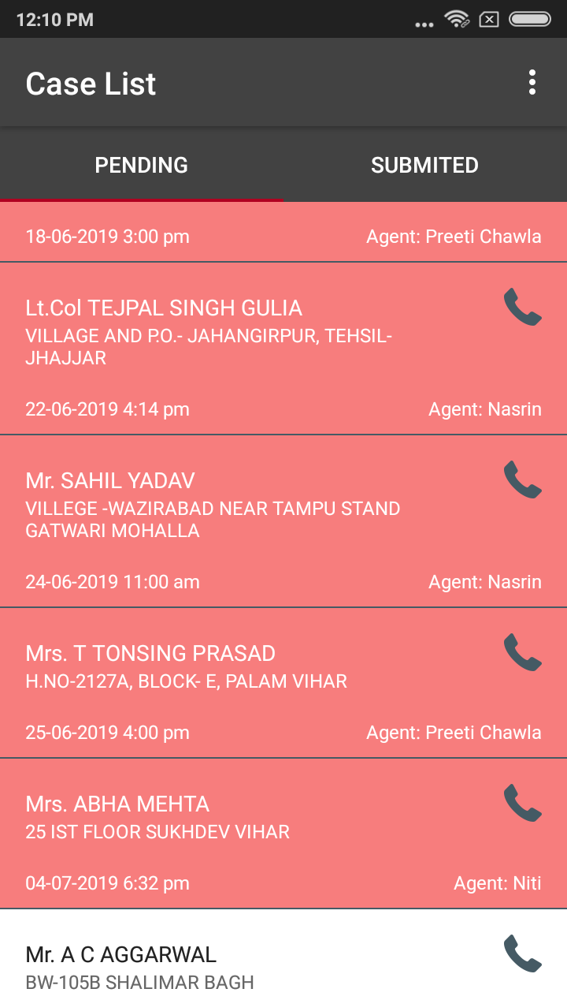 12:10 PM
Case List
PENDING
SUBMITED
18-06-2019 3:00 pm
Agent: Preeti Chawla
Lt.Col TEJPAL SINGH GULIA
VILLAGE AND P.O.- JAHANGIRPUR, TEHSIL-
JHAJJAR
22-06-2019 4:14 pm
Agent: Nasrin
Mr. SAHIL YADAV
VILLEGE -WAZIRABAD NEAR TAMPU STAND
GATWARI MOHALLA
24-06-2019 11:00 am
Agent: Nasrin
Mrs. T TONSING PRASAD
H.NO-2127A, BLOCK- E, PALAM VIHAR
25-06-2019 4:00 pm
Agent: Preeti Chawla
Mrs. ABHA MEHTA
25 IST FLOOR SUKHDEV VIHAR
04-07-2019 6:32 pm
Agent: Niti
Mr. A C AGGARWAL
BW-105B SHALIMAR BAGH